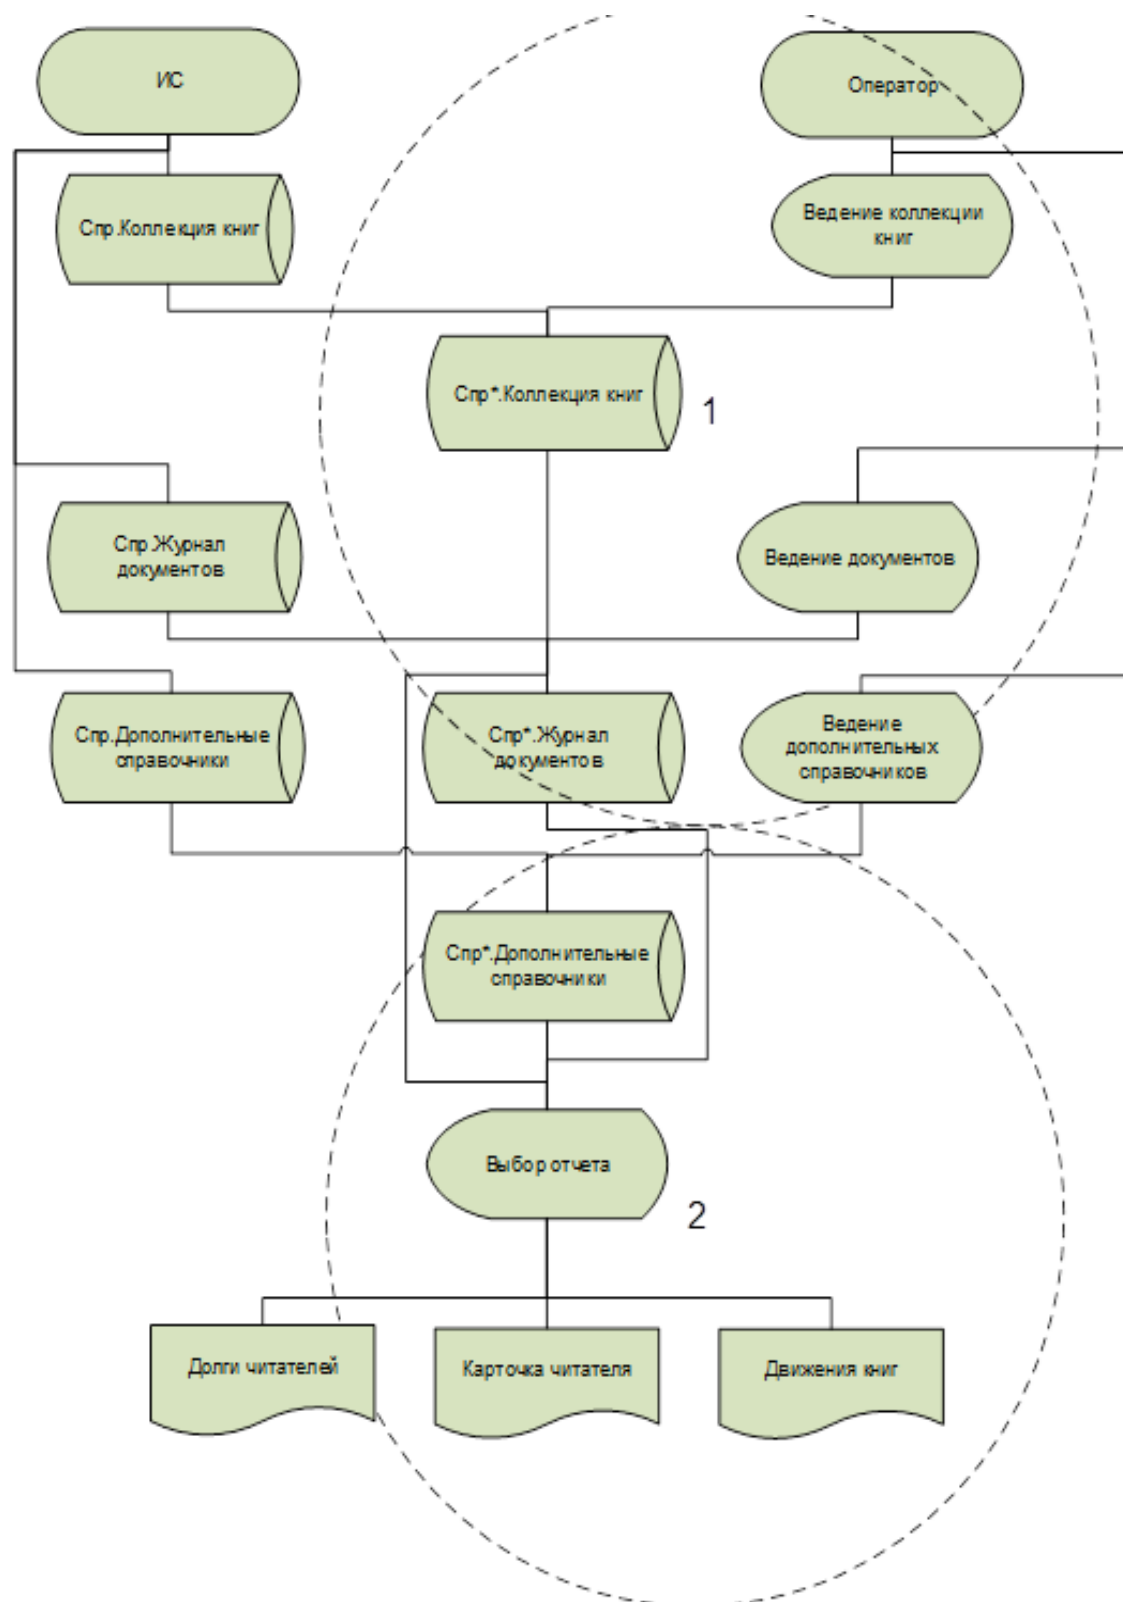 ИС
Оператор
Спр.Коллекция книг
Ведение коллекции
книг
Спр*.Коллекция книг
1
Спр.Журнал
документов
Ведение документов
Спр.Дополнительные
справочники
Спр*.Журнал
документов
Ведение
дополнительных
справочников
Спр*.Дополнительные
справочники
Выбор отчета
2
Долги читателей
Карточка читателя
Движения книг